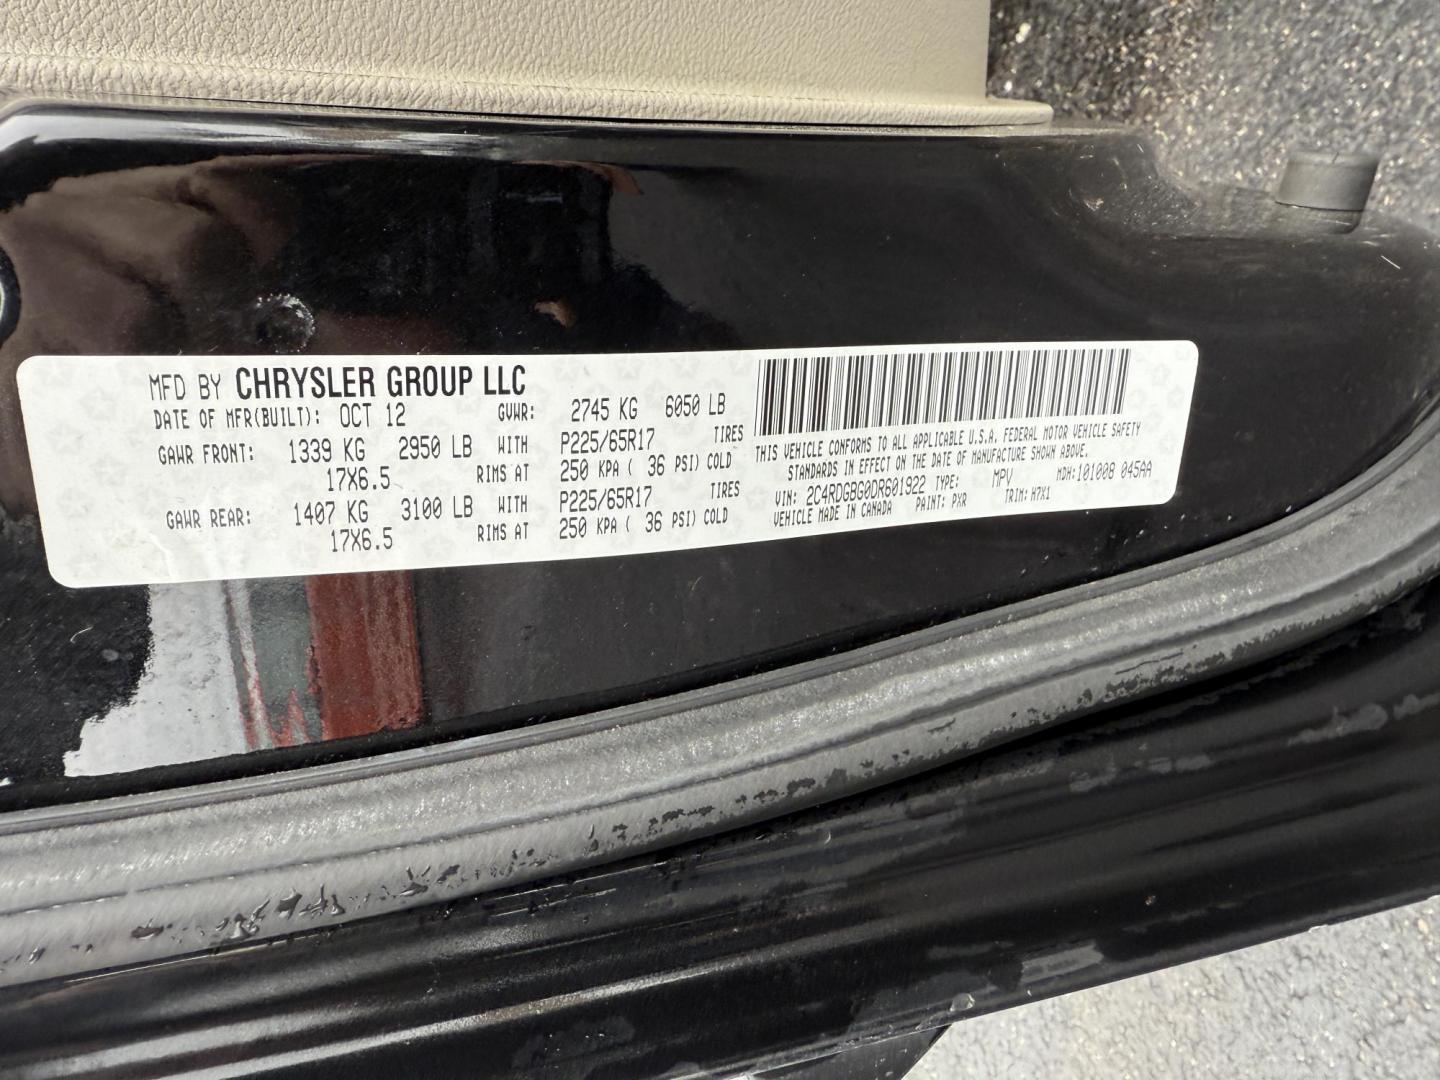 MFD BY CHRYSLER GROUP LLC
DATE OF MFR(BUILT): OCT 12 GVWR: 2745 KG 6050 LB
GAWR FRONT: 1339 KG 2950 LB WITH P225/65R17 TIRES
17X6.5 RIMS AT 250 KPA ( 36 PSI) COLD
GAWR REAR: 1407 KG 3100 LB WITH P225/65R17 TIRES
17X6.5 RIMS AT 250 KPA ( 36 PSI) COLD
THIS VEHICLE CONFORMS TO ALL APPLICABLE U.S.A. FEDERAL MOTOR VEHICLE SAFETY
STANDARDS IN EFFECT ON THE DATE OF MANUFACTURE SHOWN ABOVE.
VIN: 2C4RDGBG0DR601922 TYPE: MPV MDH: 101008 045AA
VEHICLE MADE IN CANADA PAINT: PXR TRIM: H7X1